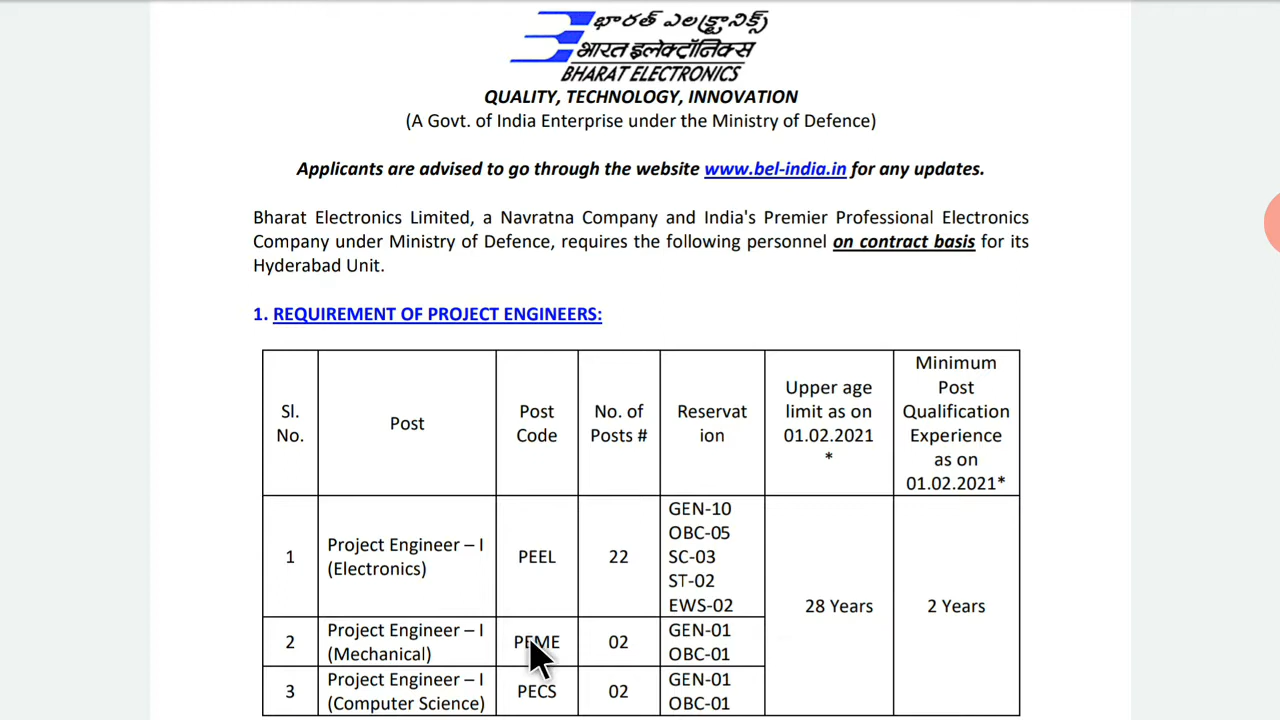 భారత్ ఎలక్ట్రానిక్స్
भारत इलेक्ट्रॉनिक्स
BHARAT ELECTRONICS
QUALITY, TECHNOLOGY, INNOVATION
(A Govt. of India Enterprise under the Ministry of Defence)
Applicants are advised to go through the website www.bel-india.in for any updates.
Bharat Electronics Limited, a Navratna Company and India's Premier Professional Electronics
Company under Ministry of Defence, requires the following personnel on contract basis for its
Hyderabad Unit.
1. REQUIREMENT OF PROJECT ENGINEERS:
Sl.
No.
Post
Post
Code
No. of
Posts #
Reservat
ion
Upper age
limit as on
01.02.2021
*
Minimum
Post
Qualification
Experience
as on
01.02.2021*
1
Project Engineer – I
(Electronics)
PEEL
22
GEN-10
OBC-05
SC-03
ST-02
EWS-02
28 Years
2 Years
2
Project Engineer – I
(Mechanical)
PEME
02
GEN-01
OBC-01
3
Project Engineer – I
(Computer Science)
PECS
02
GEN-01
OBC-01